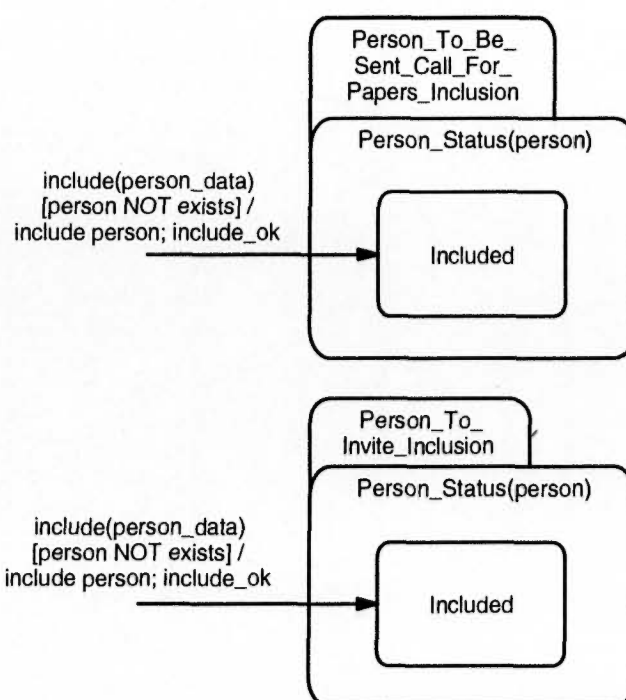 Person_To_Be_
Sent_Call_For_
Papers_Inclusion
Person_Status(person)
include(person_data)
[person NOT exists] /
include person; include_ok
Included
Person_To_
Invite_Inclusion
Person_Status(person)
include(person_data)
[person NOT exists] /
include person; include_ok
Included